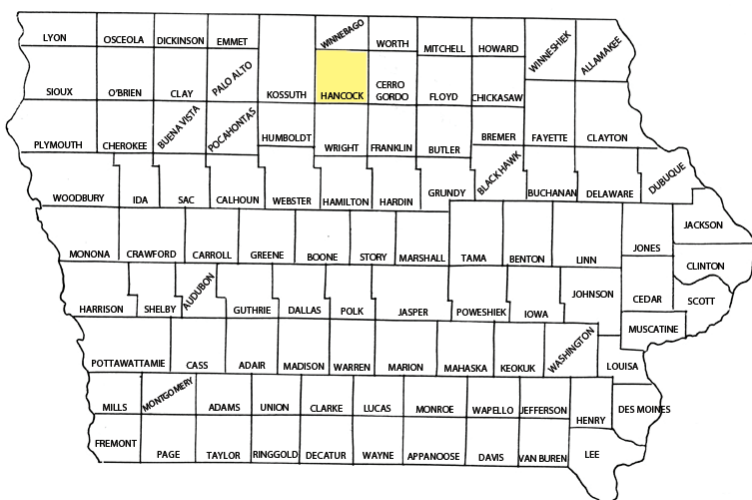 LYON
OSCEOLA
DICKINSON
EMMET
WINNEBAGO
WORTH
MITCHELL
HOWARD
WINNESHIEK
ALLAMAKEE
SIOUX
O'BRIEN
CLAY
PALO ALTO
KOSSUTH
HANCOCK
CERRO
GORDO
FLOYD
CHICKASAW
PLYMOUTH
CHEROKEE
BUENA VISTA
POCAHONTAS
HUMBOLDT
WRIGHT
FRANKLIN
BUTLER
BREMER
FAYETTE
CLAYTON
WOODBURY
IDA
SAC
CALHOUN
WEBSTER
HAMILTON
HARDIN
GRUNDY
BLACK HAWK
BUCHANAN
DELAWARE
DUBUQUE
MONONA
CRAWFORD
CARROLL
GREENE
BOONE
STORY
MARSHALL
TAMA
BENTON
LINN
JONES
JACKSON
CLINTON
HARRISON
SHELBY
AUDUBON
GUTHRIE
DALLAS
POLK
JASPER
POWESHIEK
IOWA
JOHNSON
CEDAR
SCOTT
MUSCATINE
POTTAWATTAMIE
CASS
ADAIR
MADISON
WARREN
MARION
MAHASKA
KEOKUK
WASHINGTON
LOUISA
MILLS
MONTGOMERY
ADAMS
UNION
CLARKE
LUCAS
MONROE
WAPELLO
JEFFERSON
HENRY
DES MOINES
FREMONT
PAGE
TAYLOR
RINGGOLD
DECATUR
WAYNE
APPANOOSE
DAVIS
VAN BUREN
LEE